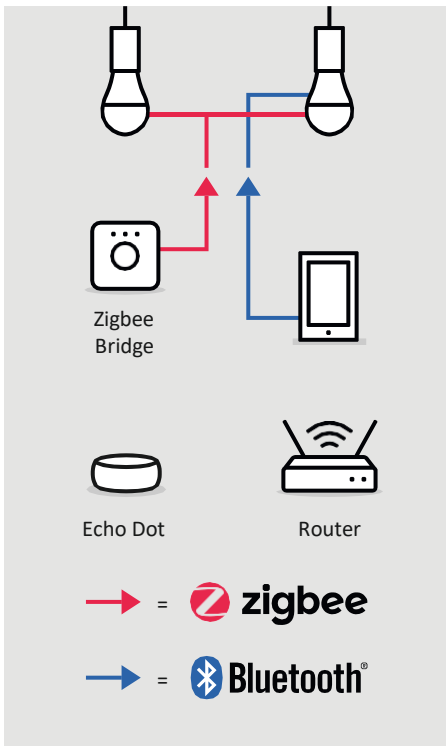 Zigbee
Bridge
Echo Dot
Router
= zigbee
= Bluetooth®